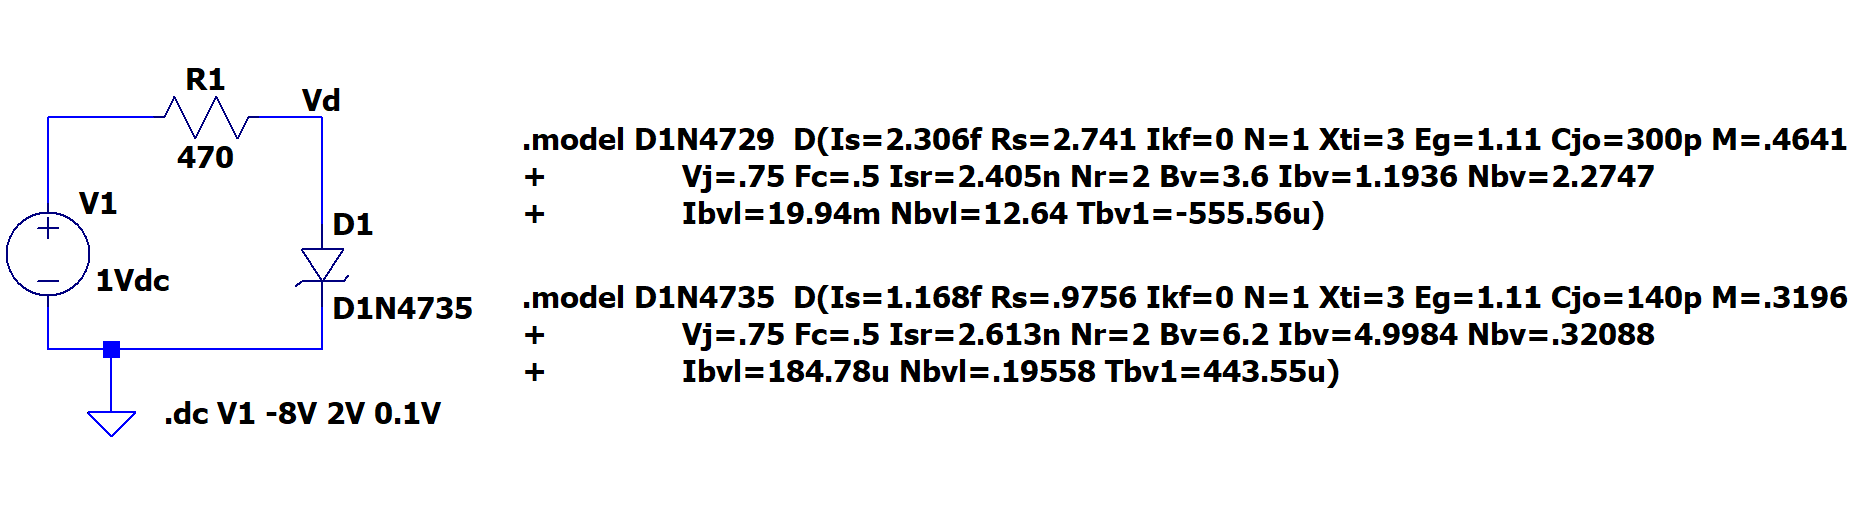 R1
Vd
470
V1
1Vdc
D1
D1N4735
.dc V1 -8V 2V 0.1V
.model D1N4729 D(Is=2.306f Rs=2.741 Ikf=0 N=1 Xti=3 Eg=1.11 Cjo=300p M=.4641
+ Vj=.75 Fc=.5 Isr=2.405n Nr=2 Bv=3.6 Ibv=1.1936 Nbv=2.2747
+ Ibvl=19.94m Nbvl=12.64 Tbv1=-555.56u)
.model D1N4735 D(Is=1.168f Rs=.9756 Ikf=0 N=1 Xti=3 Eg=1.11 Cjo=140p M=.3196
+ Vj=.75 Fc=.5 Isr=2.613n Nr=2 Bv=6.2 Ibv=4.9984 Nbv=.32088
+ Ibvl=184.78u Nbvl=.19558 Tbv1=443.55u)